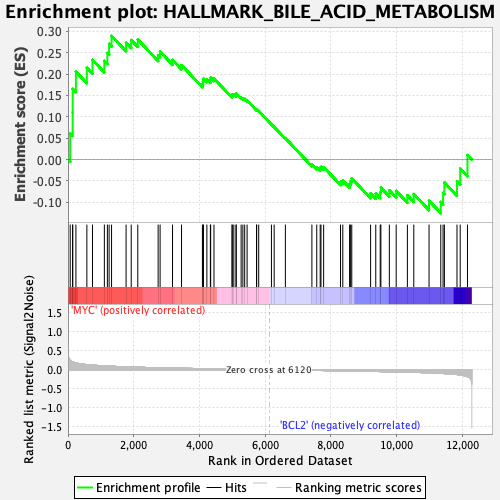 Enrichment plot: HALLMARK_BILE_ACID_METABOLISM
Enrichment score (ES)
0.30
0.25
0.20
0.15
0.10
0.05
0.00
-0.05
-0.10
'MYC' (positively correlated)
Ranked list metric (Signal2Noise)
1.5
1.0
0.5
0.0
-0.5
-1.0
-1.5
Zero cross at 6120
'BCL2' (negatively correlated)
0
2,000
4,000
6,000
8,000
10,000
12,000
Rank in Ordered Dataset
Enrichment profile
Hits
Ranking metric scores